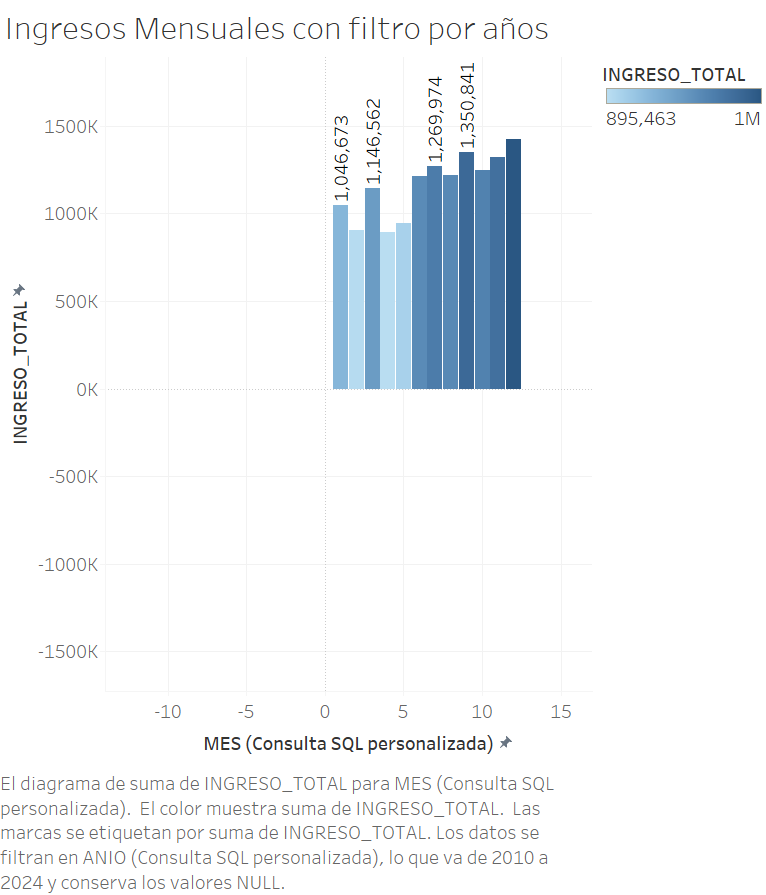 Ingresos Mensuales con filtro por años
INGRESO_TOTAL
895,463 1M
1,046,673
1,146,562
1,269,974
1,350,841
1500K
1000K
500K
0K
-500K
-1000K
-1500K
INGRESO_TOTAL
-10 -5 0 5 10 15
MES (Consulta SQL personalizada)
El diagrama de suma de INGRESO_TOTAL para MES (Consulta SQL
personalizada). El color muestra suma de INGRESO_TOTAL. Las
marcas se etiquetan por suma de INGRESO_TOTAL. Los datos se
filtran en ANIO (Consulta SQL personalizada), lo que va de 2010 a
2024 y conserva los valores NULL.